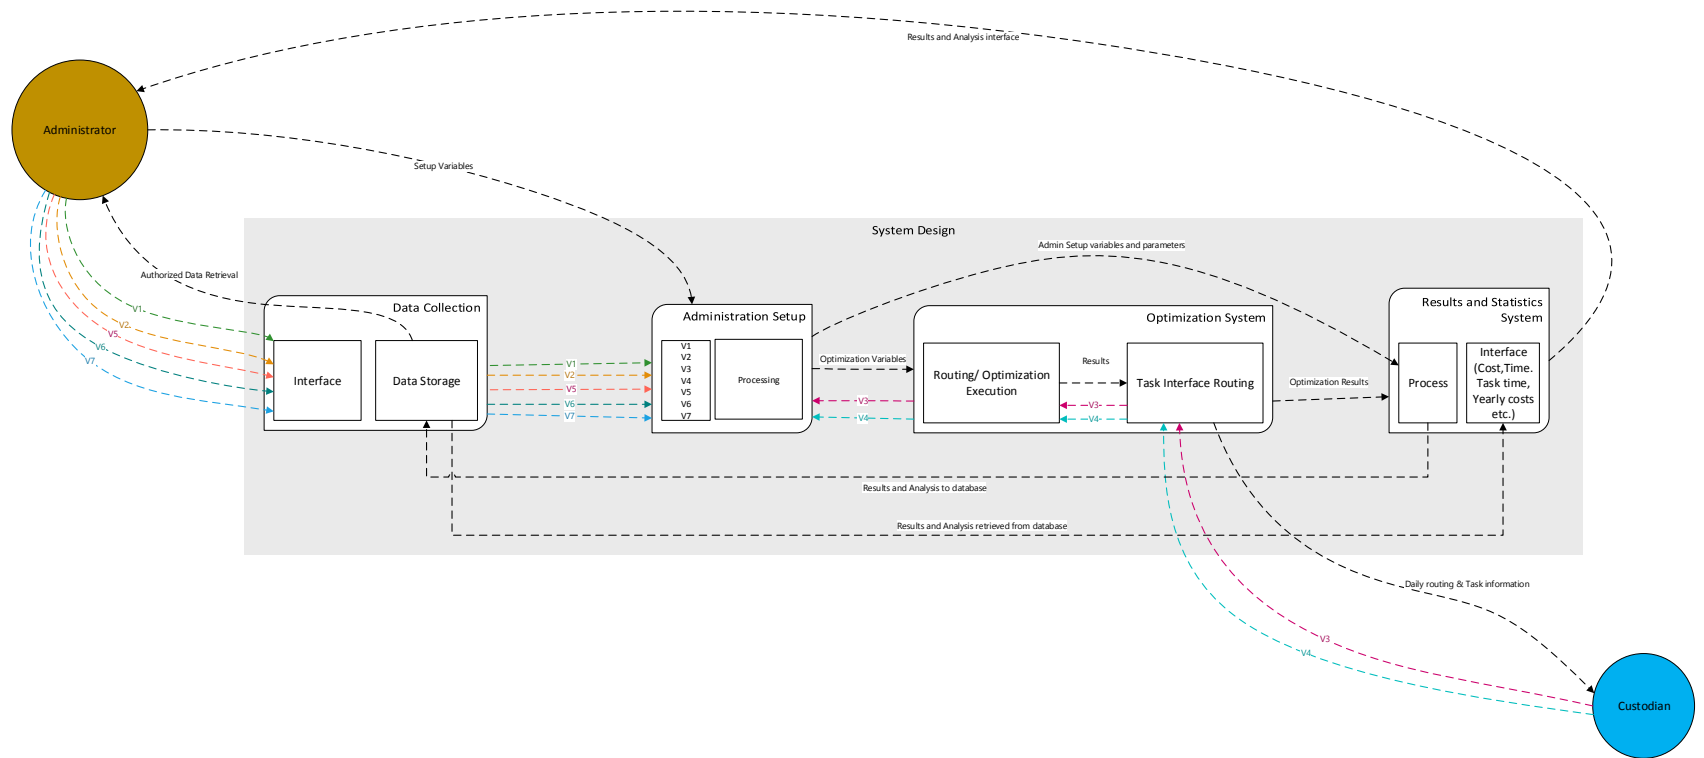 Results and Analysis interface
Administrator
Setup Variables
System Design
Admin Setup variables and parameters
Authorized Data Retrieval
V1
V2
V5
V6
V7
Data Collection
Interface
Data Storage
V1
V2
V5
V6
V7
Administration Setup
V1
V2
V3
V4
V5
V6
V7
Processing
Optimization Variables
V3
V4
Optimization System
Routing/ Optimization
Execution
Results
V3
V4
Task Interface Routing
Optimization Results
Results and Statistics
System
Process
Interface
(Cost,Time.
Task time,
Yearly costs
etc.)
Results and Analysis to database
Results and Analysis retrieved from database
Daily routing & Task information
V3
V4
Custodian